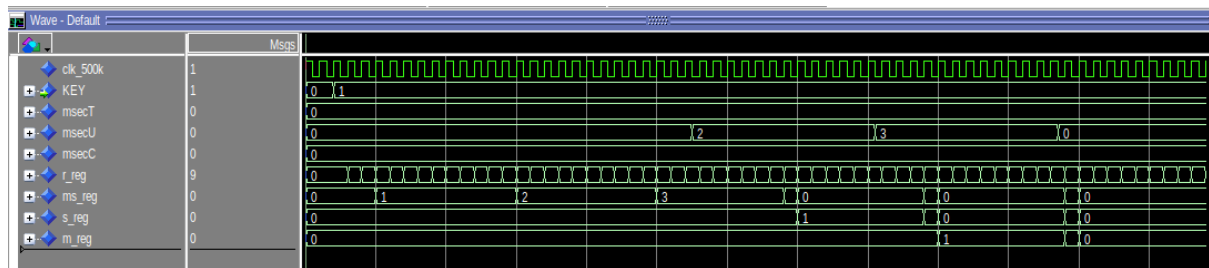 Wave - Default
Msgs
clk_500k 1
KEY 1 0 1
msecT 0 0
msecU 0 0 2 3 0
msecC 0 0
r_reg 9 0
ms_reg 0 0 1 2 3 0 0 0
s_reg 0 0 1 0 0
m_reg 0 0 1 0